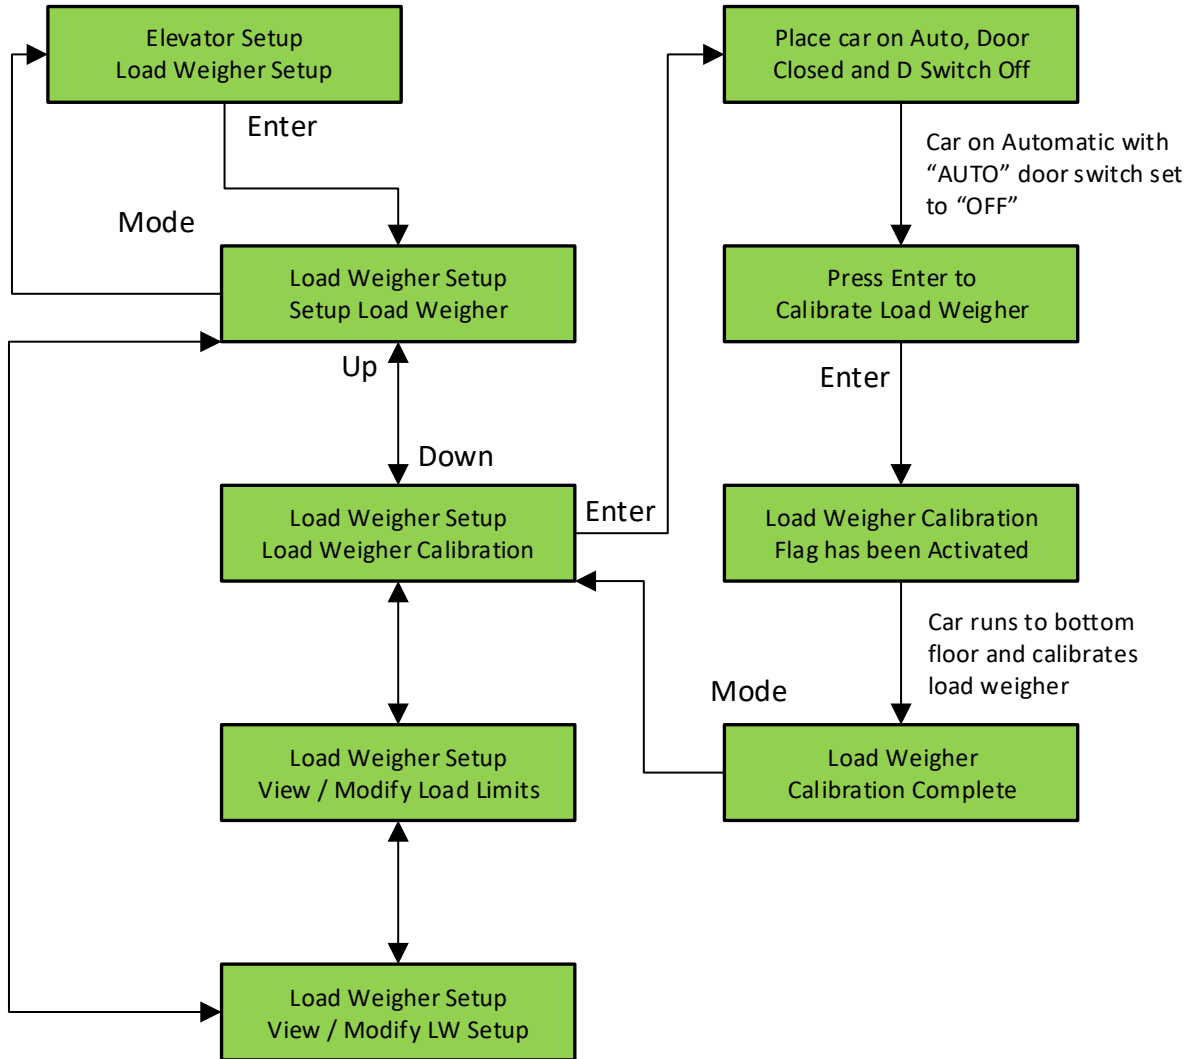 Elevator Setup
Load Weigher Setup
Enter
Mode
Load Weigher Setup
Setup Load Weigher
Up
Down
Load Weigher Setup
Load Weigher Calibration
Enter
Load Weigher Setup
View / Modify Load Limits
Load Weigher Setup
View / Modify LW Setup
Place car on Auto, Door
Closed and D Switch Off
Car on Automatic with
“AUTO” door switch set
to “OFF”
Press Enter to
Calibrate Load Weigher
Enter
Load Weigher Calibration
Flag has been Activated
Car runs to bottom
floor and calibrates
load weigher
Mode
Load Weigher
Calibration Complete